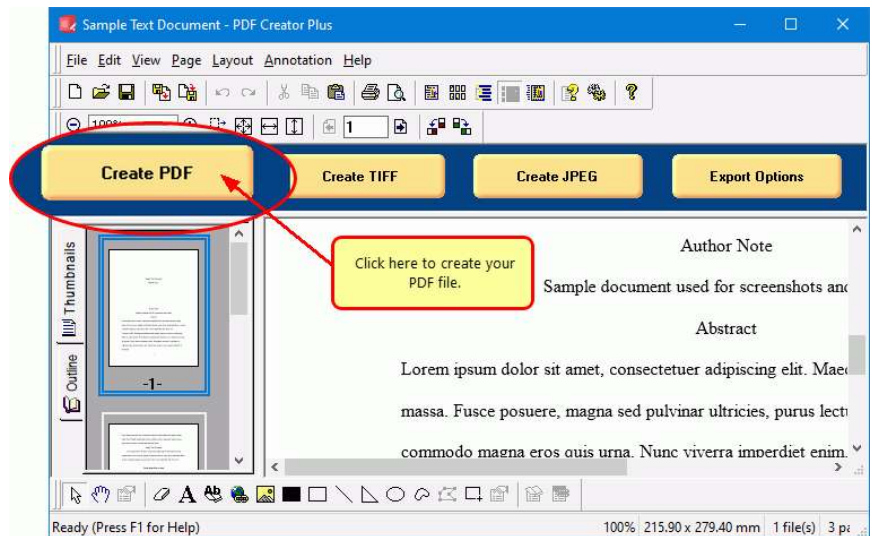 Sample Text Document - PDF Creator Plus
File Edit View Page Layout Annotation Help
100%
1
Create PDF
Create TIFF
Create JPEG
Export Options
Thumbnails
Outline
-1-
Click here to create your
PDF file.
Author Note
Sample document used for screenshots and
Abstract
Lorem ipsum dolor sit amet, consectetuer adipiscing elit. Maec
massa. Fusce posuere, magna sed pulvinar ultricies, purus lectu
commodo magna eros quis urna. Nunc viverra imperdiet enim.
Ready (Press F1 for Help)
100% 215.90 x 279.40 mm 1 file(s) 3 pa